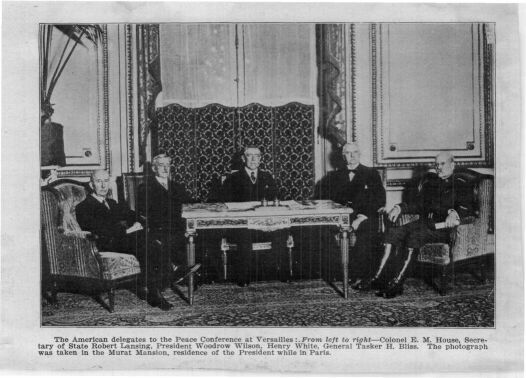 The American delegates to the Peace Conference at Versailles: From left to right—Colonel E. M. House, Secre-
tary of State Robert Lansing, President Woodrow Wilson, Henry White, General Tasker H. Bliss. The photograph
was taken in the Murat Mansion, residence of the President while in Paris.